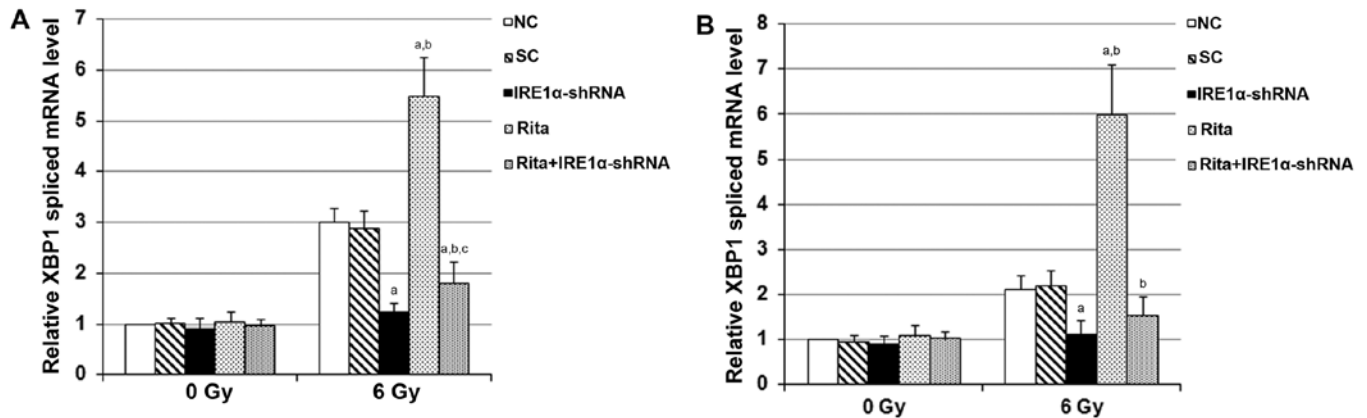 A
Relative XBP1 spliced mRNA level
7
6
5
4
3
2
1
0
a
a,b
a,b,c
0 Gy
6 Gy
NC
SC
IRE1α-shRNA
Rita
Rita+IRE1α-shRNA
B
Relative XBP1 spliced mRNA level
8
7
6
5
4
3
2
1
0
a
a,b
b
0 Gy
6 Gy
NC
SC
IRE1α-shRNA
Rita
Rita+IRE1α-shRNA